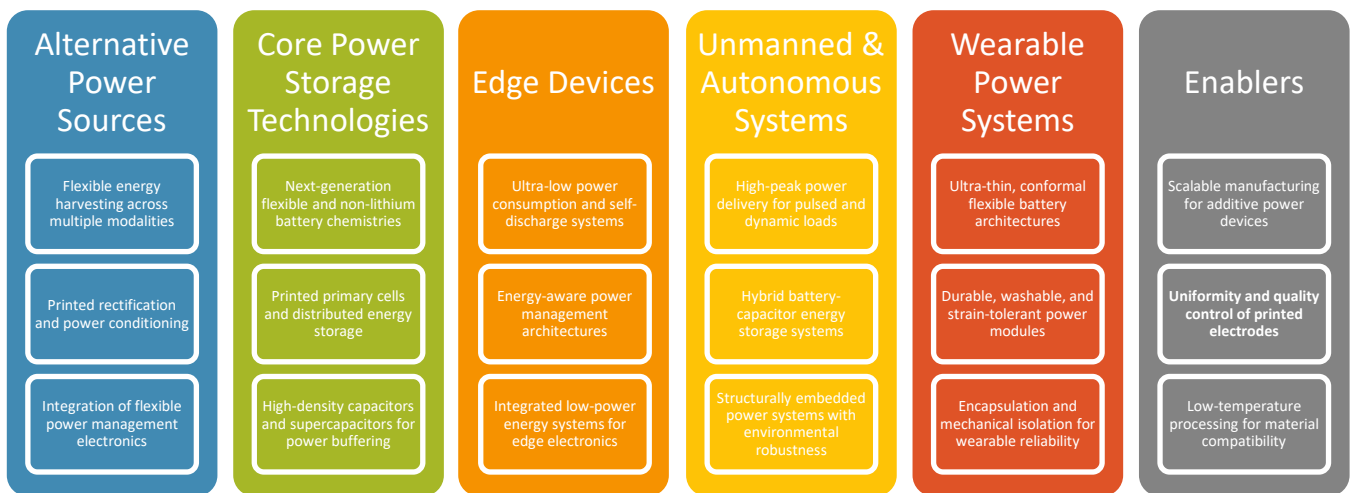 Alternative
Power
Sources
Flexible energy
harvesting across
multiple modalities
Printed rectification
and power conditioning
Integration of flexible
power management
electronics
Core Power
Storage
Technologies
Next-generation
flexible and non-lithium
battery chemistries
Printed primary cells
and distributed energy
storage
High-density capacitors
and supercapacitors for
power buffering
Edge Devices
Ultra-low power
consumption and self-
discharge systems
Energy-aware power
management
architectures
Integrated low-power
energy systems for
edge electronics
Unmanned &
Autonomous
Systems
High-peak power
delivery for pulsed and
dynamic loads
Hybrid battery-
capacitor energy
storage systems
Structurally embedded
power systems with
environmental
robustness
Wearable
Power
Systems
Ultra-thin, conformal
flexible battery
architectures
Durable, washable, and
strain-tolerant power
modules
Encapsulation and
mechanical isolation for
wearable reliability
Enablers
Scalable manufacturing
for additive power
devices
Uniformity and quality
control of printed
electrodes
Low-temperature
processing for material
compatibility